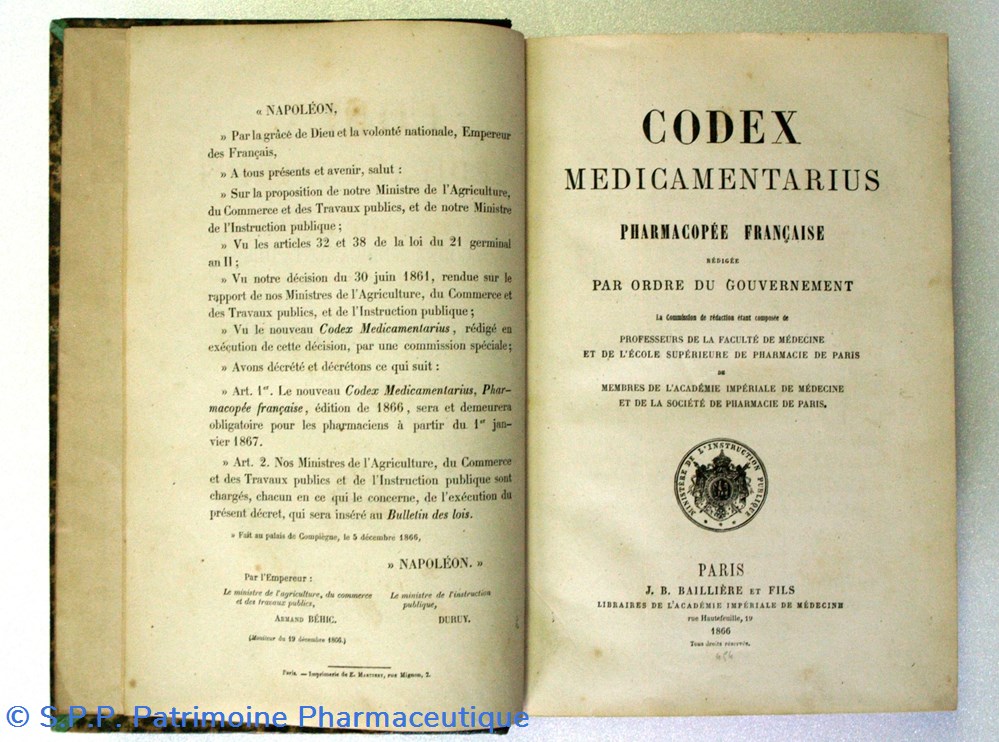 « NAPOLÉON,
» Par la grâce de Dieu et la volonté nationale, Empereur
des Français,
» A tous présents et avenir, salut :
» Sur la proposition de notre Ministre de l'Agriculture,
du Commerce et des Travaux publics, et de notre Ministre
de l'Instruction publique ;
» Vu les articles 32 et 38 de la loi du 21 germinal
an II ;
» Vu notre décision du 30 juin 1861, rendue sur le
rapport de nos Ministres de l'Agriculture, du Commerce et
des Travaux publics, et de l'Instruction publique ;
» Vu le nouveau Codex Medicamentarius, rédigé en
exécution de cette décision, par une commission spéciale ;
» Avons décrété et décrétons ce qui suit :
» Art. 1er. Le nouveau Codex Medicamentarius, Phar-
macopée française, édition de 1866, sera et demeurera
obligatoire pour les pharmaciens à partir du 1er jan-
vier 1867.
» Art. 2. Nos Ministres de l'Agriculture, du Commerce
et des Travaux publics et de l'Instruction publique sont
chargés, chacun en ce qui le concerne, de l'exécution du
présent décret, qui sera inséré au Bulletin des lois.
» Fait au palais de Compiègne, le 5 décembre 1866,
» NAPOLÉON. »
Par l'Empereur :
Le ministre de l'agriculture, du commerce
et des travaux publics,
ARMAND BÉHIC.
Le ministre de l'instruction
publique,
DURUY.
(Moniteur du 19 décembre 1866.)
Paris. — Imprimerie de E. MARTINET, rue Mignon, 2.
CODEX
MEDICAMENTARIUS
PHARMACOPÉE FRANÇAISE
RÉDIGÉE
PAR ORDRE DU GOUVERNEMENT
La Commission de rédaction étant composée de
PROFESSEURS DE LA FACULTÉ DE MÉDECINE
ET DE L'ÉCOLE SUPÉRIEURE DE PHARMACIE DE PARIS
DE
MEMBRES DE L'ACADÉMIE IMPÉRIALE DE MÉDECINE
ET DE LA SOCIÉTÉ DE PHARMACIE DE PARIS.
MINISTÈRE DE L'INSTRUCTION PUBLIQUE
PARIS
J. B. BAILLIÈRE ET FILS
LIBRAIRES DE L'ACADÉMIE IMPÉRIALE DE MÉDECINE
rue Hautefeuille, 19
1866
Tous droits réservés.
© S.P.P. Patrimoine Pharmaceutique